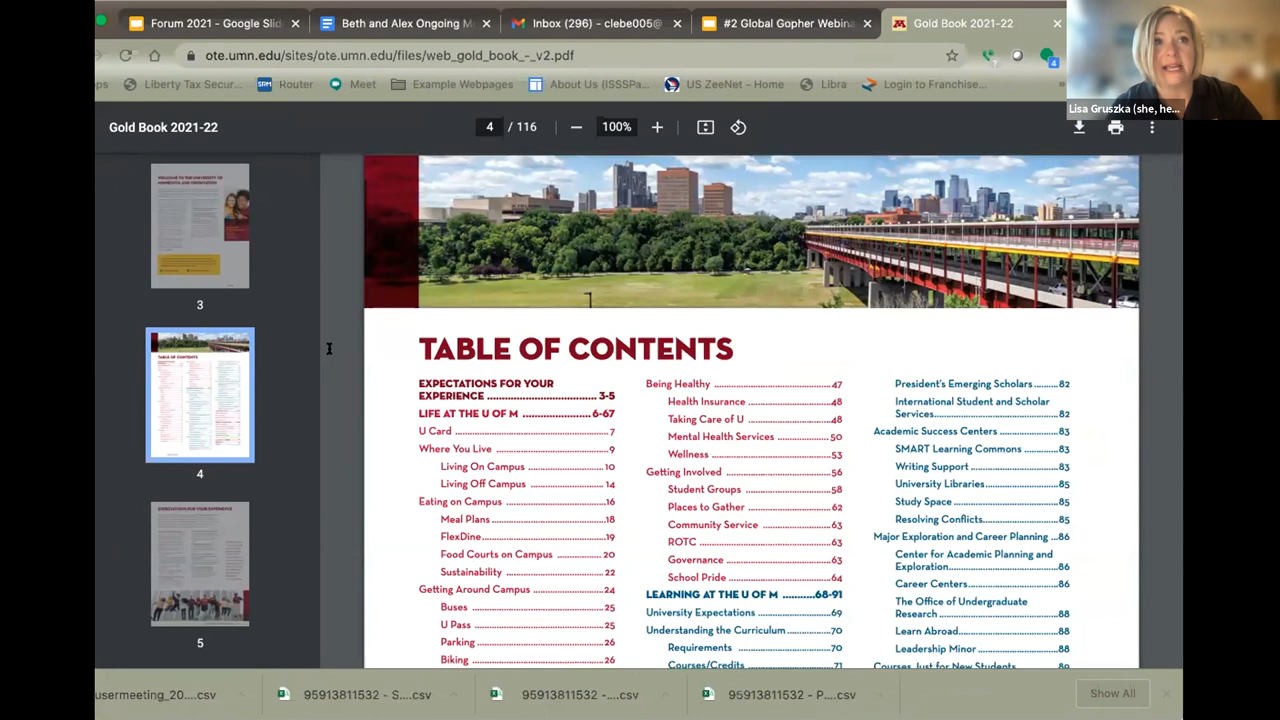 Forum 2021 - Google Slid
Beth and Alex Ongoing M
Inbox (296) - clebe005@
#2 Global Gopher Webina
Gold Book 2021-22
ote.umn.edu/sites/ote.umn.edu/files/web_gold_book_-_v2.pdf
4
ps
Liberty Tax Secur...
SRM
Router
Meet
Example Webpages
About Us (ISSSPa...
US ZeeNet - Home
Libra
Login to Franchise...
»
Lisa Gruszka (she, he...
Gold Book 2021-22
4 / 116
100%
3
4
5
TABLE OF CONTENTS
EXPECTATIONS FOR YOUR
EXPERIENCE 3-5
LIFE AT THE U OF M 6-67
U Card 7
Where You Live 9
Living On Campus 10
Living Off Campus 14
Eating on Campus 16
Meal Plans 18
FlexDine 19
Food Courts on Campus 20
Sustainability 22
Getting Around Campus 24
Buses 25
U Pass 25
Parking 26
Biking 26
Being Healthy 47
Health Insurance 48
Taking Care of U 48
Mental Health Services 50
Wellness 53
Getting Involved 56
Student Groups 58
Places to Gather 62
Community Service 63
ROTC 63
Governance 63
School Pride 64
LEARNING AT THE U OF M 68-91
University Expectations 69
Understanding the Curriculum 70
Requirements 70
Courses/Credits 71
President's Emerging Scholars 82
International Student and Scholar
Services 82
Academic Success Centers 83
SMART Learning Commons 83
Writing Support 83
University Libraries 85
Study Space 85
Resolving Conflicts 85
Major Exploration and Career Planning 86
Center for Academic Planning and
Exploration 86
Career Centers 86
The Office of Undergraduate
Research 88
Learn Abroad 88
Leadership Minor 88
Courses Just for New Students 89
usermeeting_20....csv
95913811532 - S....csv
95913811532 -....csv
95913811532 - P....csv
Show All